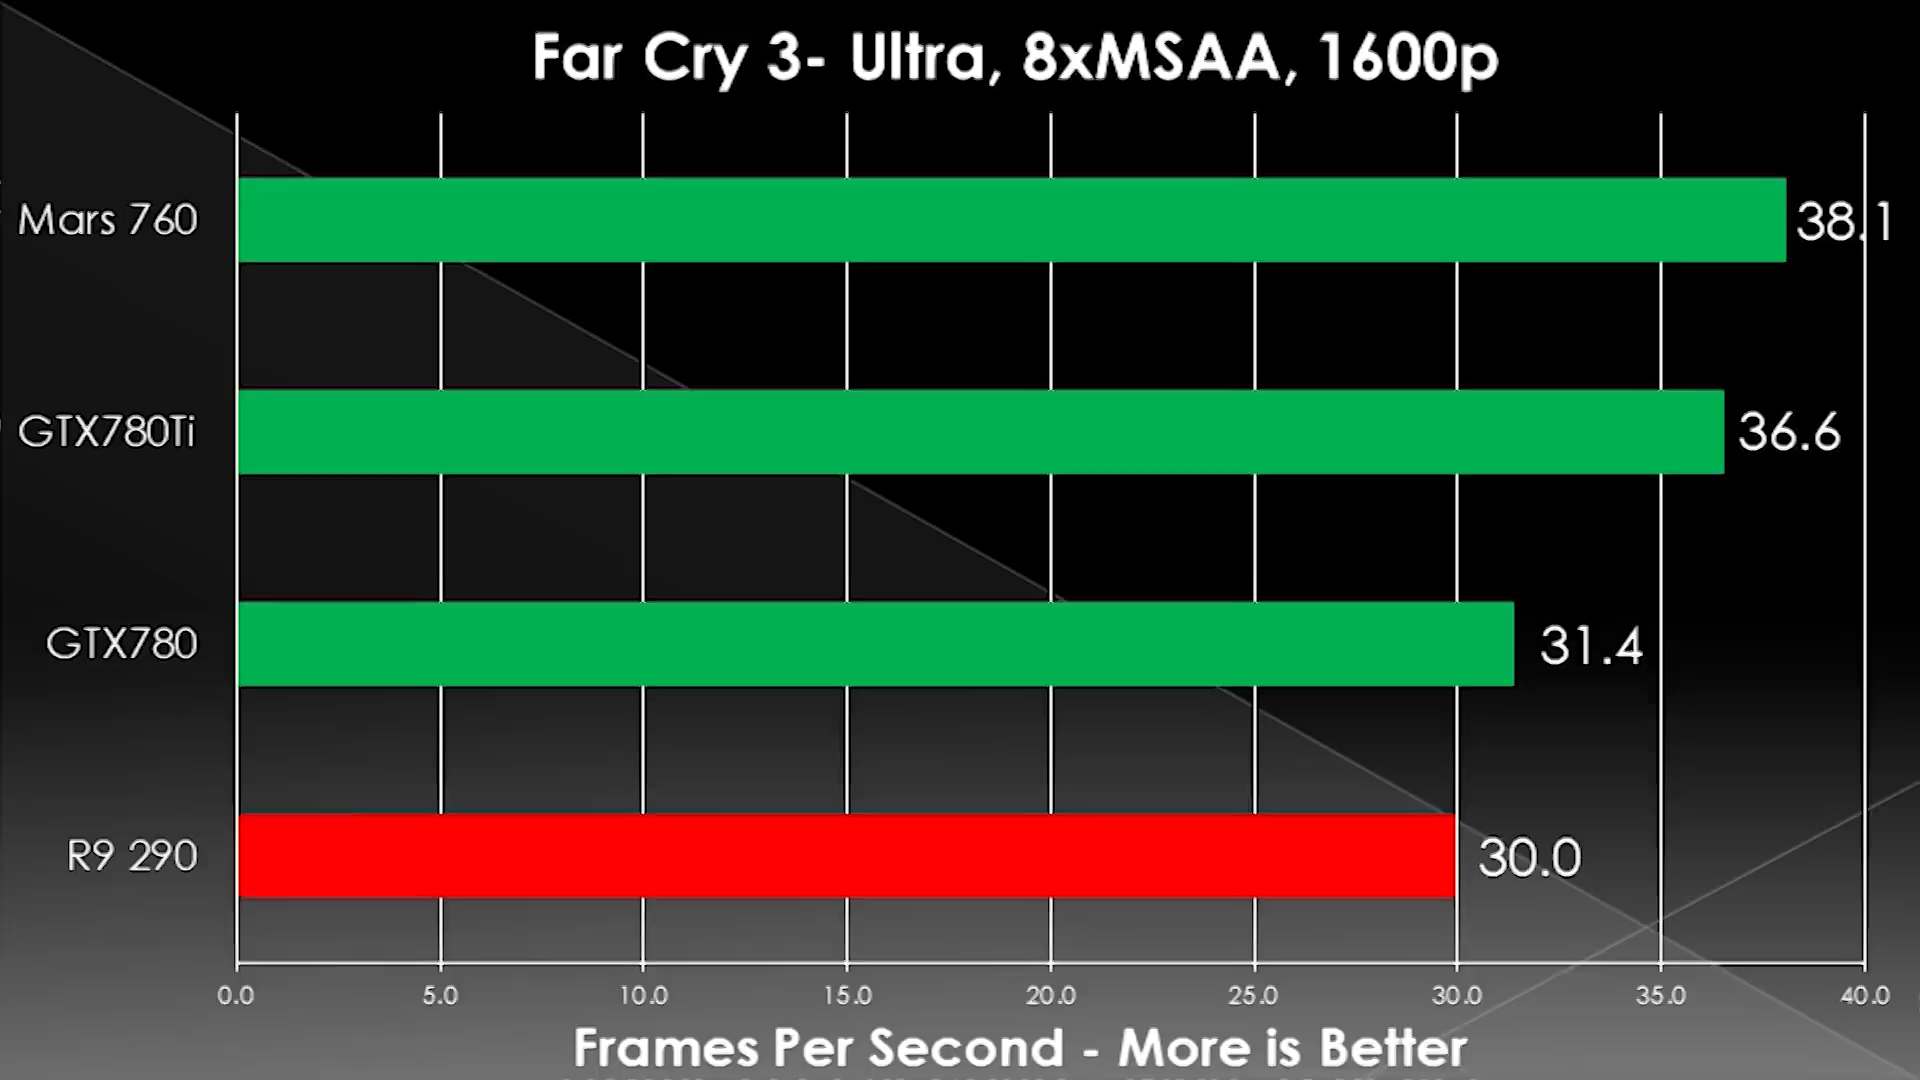 Far Cry 3- Ultra, 8xMSAA, 1600p
Mars 760
38.1
GTX780Ti
36.6
GTX780
31.4
R9 290
30.0
0.0 5.0 10.0 15.0 20.0 25.0 30.0 35.0 40.0
Frames Per Second - More is Better